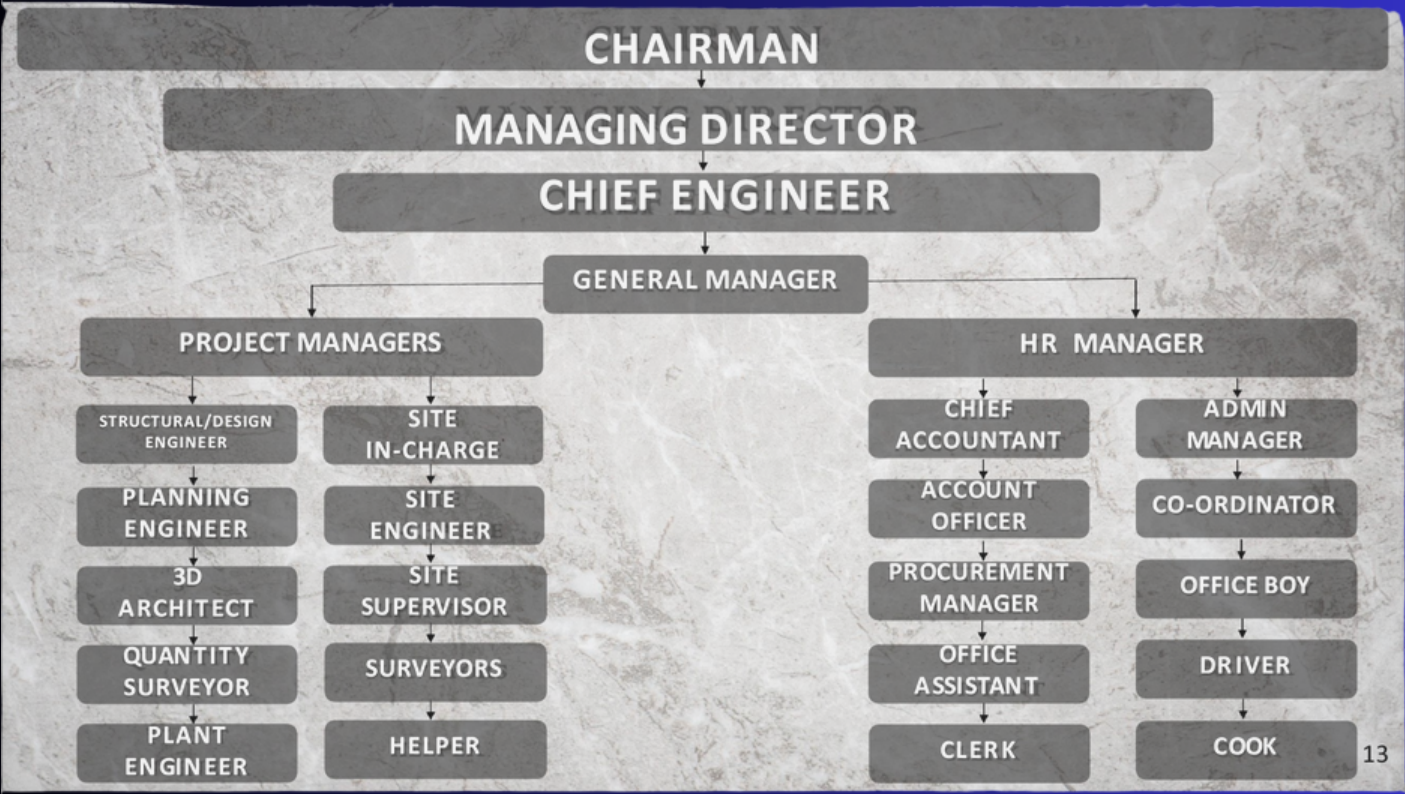 CHAIRMAN
MANAGING DIRECTOR
CHIEF ENGINEER
GENERAL MANAGER
PROJECT MANAGERS
HR MANAGER
STRUCTURAL/DESIGN
ENGINEER
PLANNING
ENGINEER
3D
ARCHITECT
QUANTITY
SURVEYOR
PLANT
ENGINEER
SITE
IN-CHARGE
SITE
ENGINEER
SITE
SUPERVISOR
SURVEYORS
HELPER
CHIEF
ACCOUNTANT
ACCOUNT
OFFICER
PROCUREMENT
MANAGER
OFFICE
ASSISTANT
CLERK
ADMIN
MANAGER
CO-ORDINATOR
OFFICE BOY
DRIVER
COOK
13